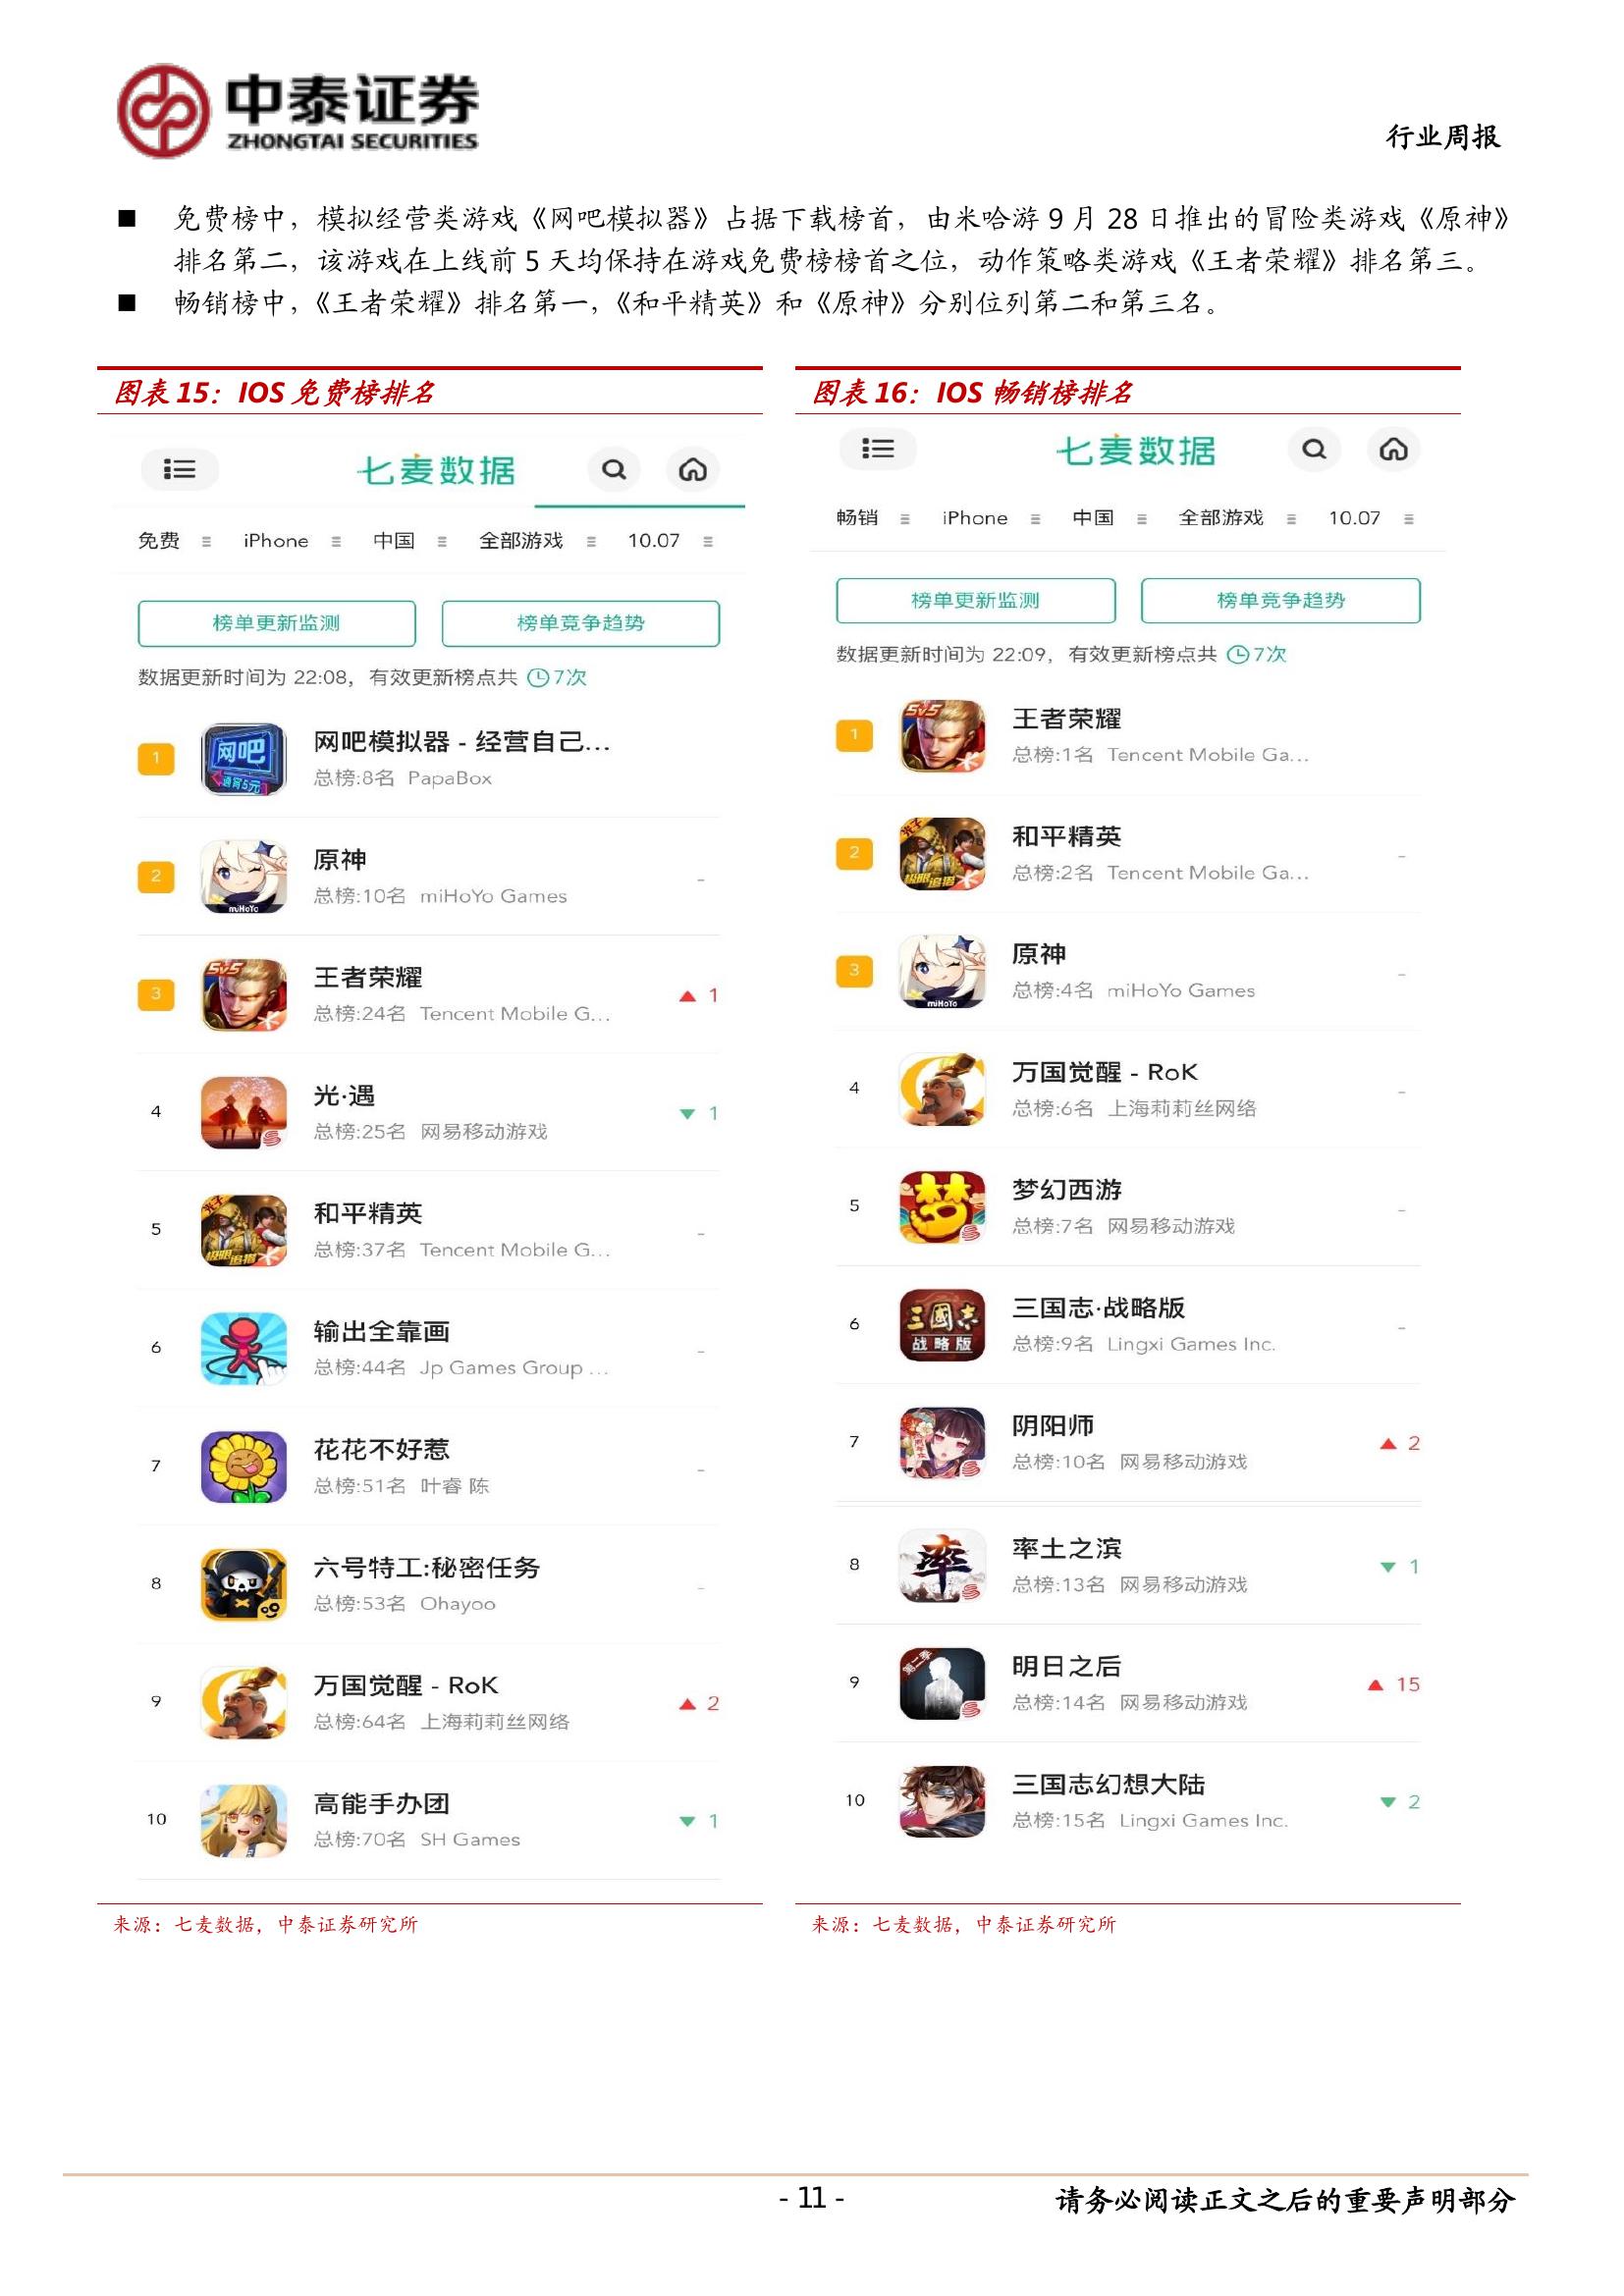 中泰证券
ZHONGTAI SECURITIES
行业周报
■ 免费榜中，模拟经营类游戏《网吧模拟器》占据下载榜首，由米哈游 9 月 28 日推出的冒险类游戏《原神》
排名第二，该游戏在上线前 5 天均保持在游戏免费榜榜首之位，动作策略类游戏《王者荣耀》排名第三。
■ 畅销榜中，《王者荣耀》排名第一，《和平精英》和《原神》分别位列第二和第三名。
图表 15：IOS 免费榜排名
七麦数据
免费 iPhone 中国 全部游戏 10.07
榜单更新监测 榜单竞争趋势
数据更新时间为 22:08，有效更新榜点共 7次
1 网吧模拟器 - 经营自己...
网吧
通宵5元
总榜:8名 PapaBox
2 原神 -
miHoYo
总榜:10名 miHoYo Games
3 王者荣耀 ▲ 1
5v5
总榜:24名 Tencent Mobile G...
4 光·遇 ▼ 1
总榜:25名 网易移动游戏
5 和平精英 -
总榜:37名 Tencent Mobile G...
6 输出全靠画 -
总榜:44名 Jp Games Group ...
7 花花不好惹 -
总榜:51名 叶睿 陈
8 六号特工:秘密任务 -
总榜:53名 Ohayoo
9 万国觉醒 - RoK ▲ 2
总榜:64名 上海莉莉丝网络
10 高能手办团 ▼ 1
总榜:70名 SH Games
来源：七麦数据，中泰证券研究所
图表 16：IOS 畅销榜排名
七麦数据
畅销 iPhone 中国 全部游戏 10.07
榜单更新监测 榜单竞争趋势
数据更新时间为 22:09，有效更新榜点共 7次
1 王者荣耀
5v5
总榜:1名 Tencent Mobile Ga...
2 和平精英 -
总榜:2名 Tencent Mobile Ga...
3 原神 -
miHoYo
总榜:4名 miHoYo Games
4 万国觉醒 - RoK -
总榜:6名 上海莉莉丝网络
5 梦幻西游 -
梦
总榜:7名 网易移动游戏
6 三国志·战略版 -
三國志
战略版
总榜:9名 Lingxi Games Inc.
7 阴阳师 ▲ 2
总榜:10名 网易移动游戏
8 率土之滨 ▼ 1
率
总榜:13名 网易移动游戏
9 明日之后 ▲ 15
第二季
总榜:14名 网易移动游戏
10 三国志幻想大陆 ▼ 2
总榜:15名 Lingxi Games Inc.
来源：七麦数据，中泰证券研究所
- 11 -
请务必阅读正文之后的重要声明部分